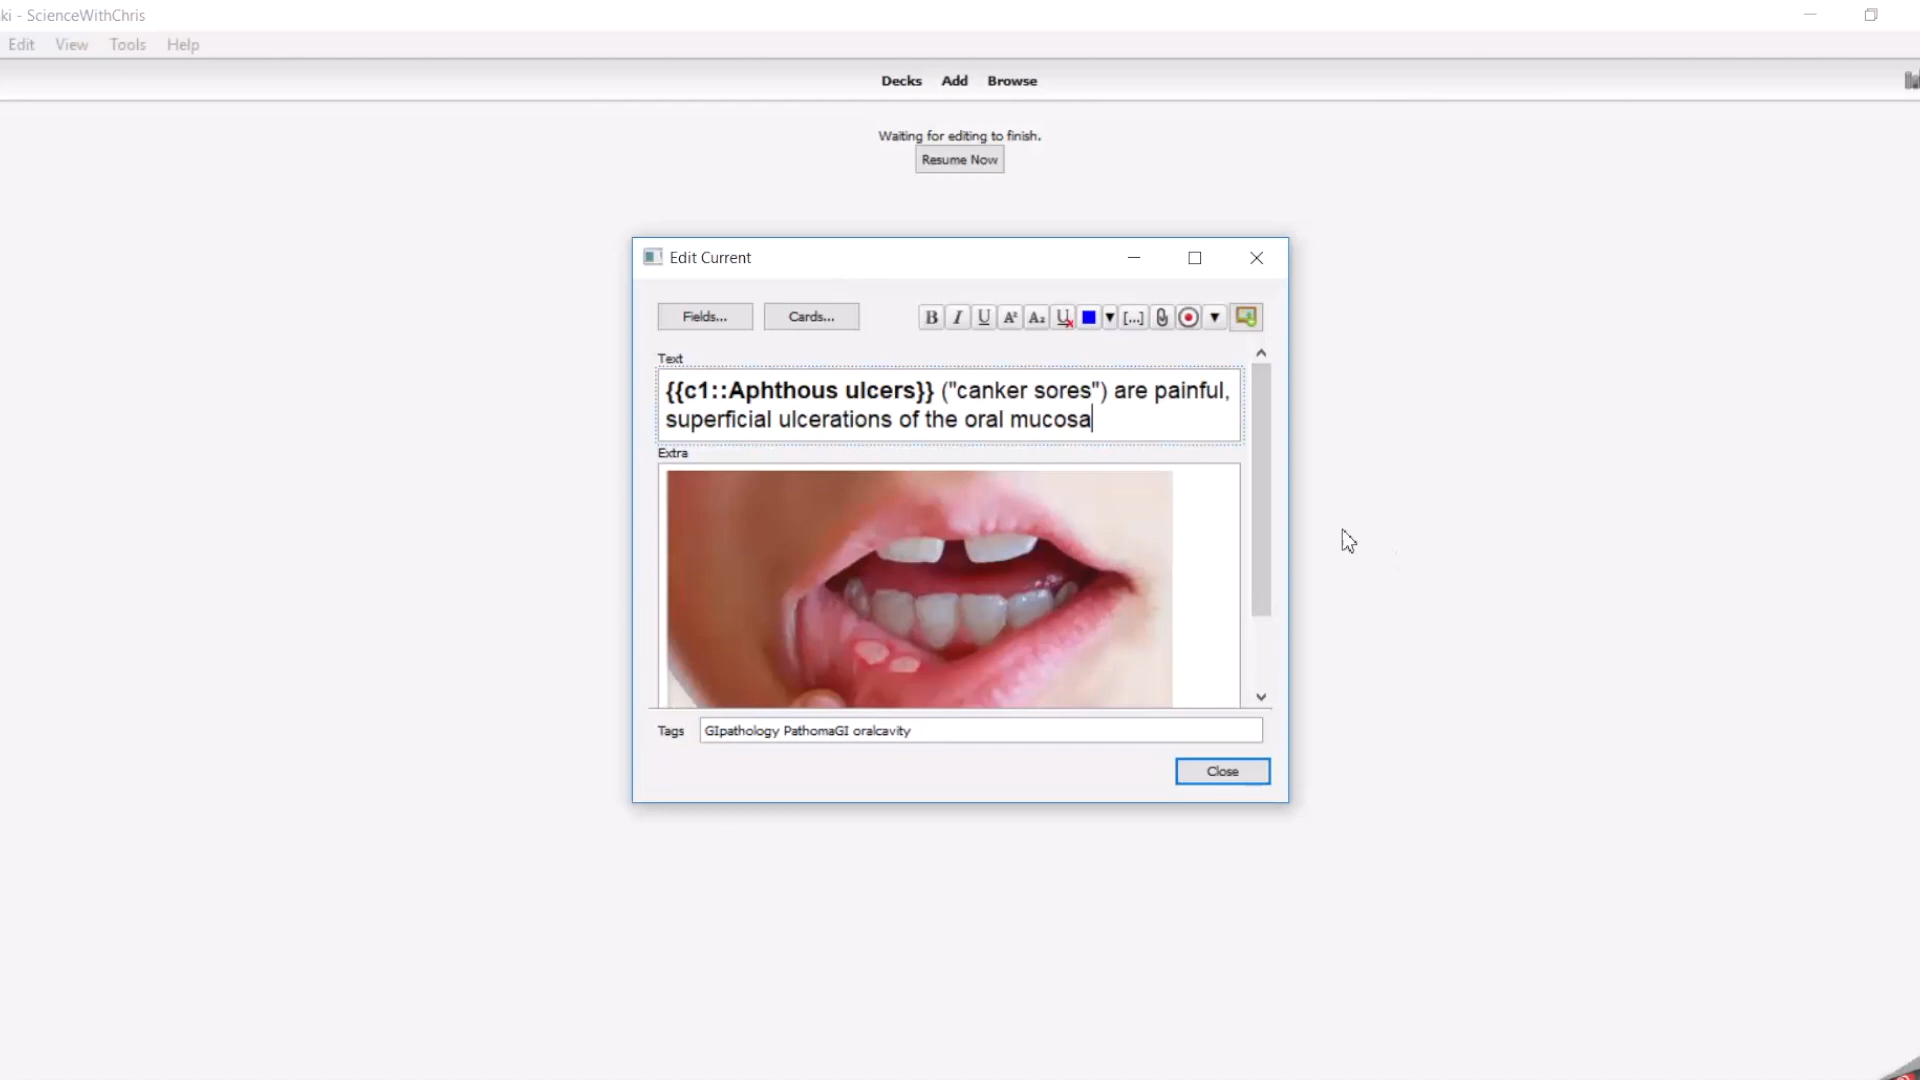 ki - ScienceWithChris
Edit View Tools Help
Decks Add Browse
Waiting for editing to finish.
Resume Now
Edit Current
Fields... Cards...
B I U A² A₂ U [...]
Text
{{c1::Aphthous ulcers}} ("canker sores") are painful,
superficial ulcerations of the oral mucosa
Extra
Tags GIpathology PathomaGI oralcavity
Close